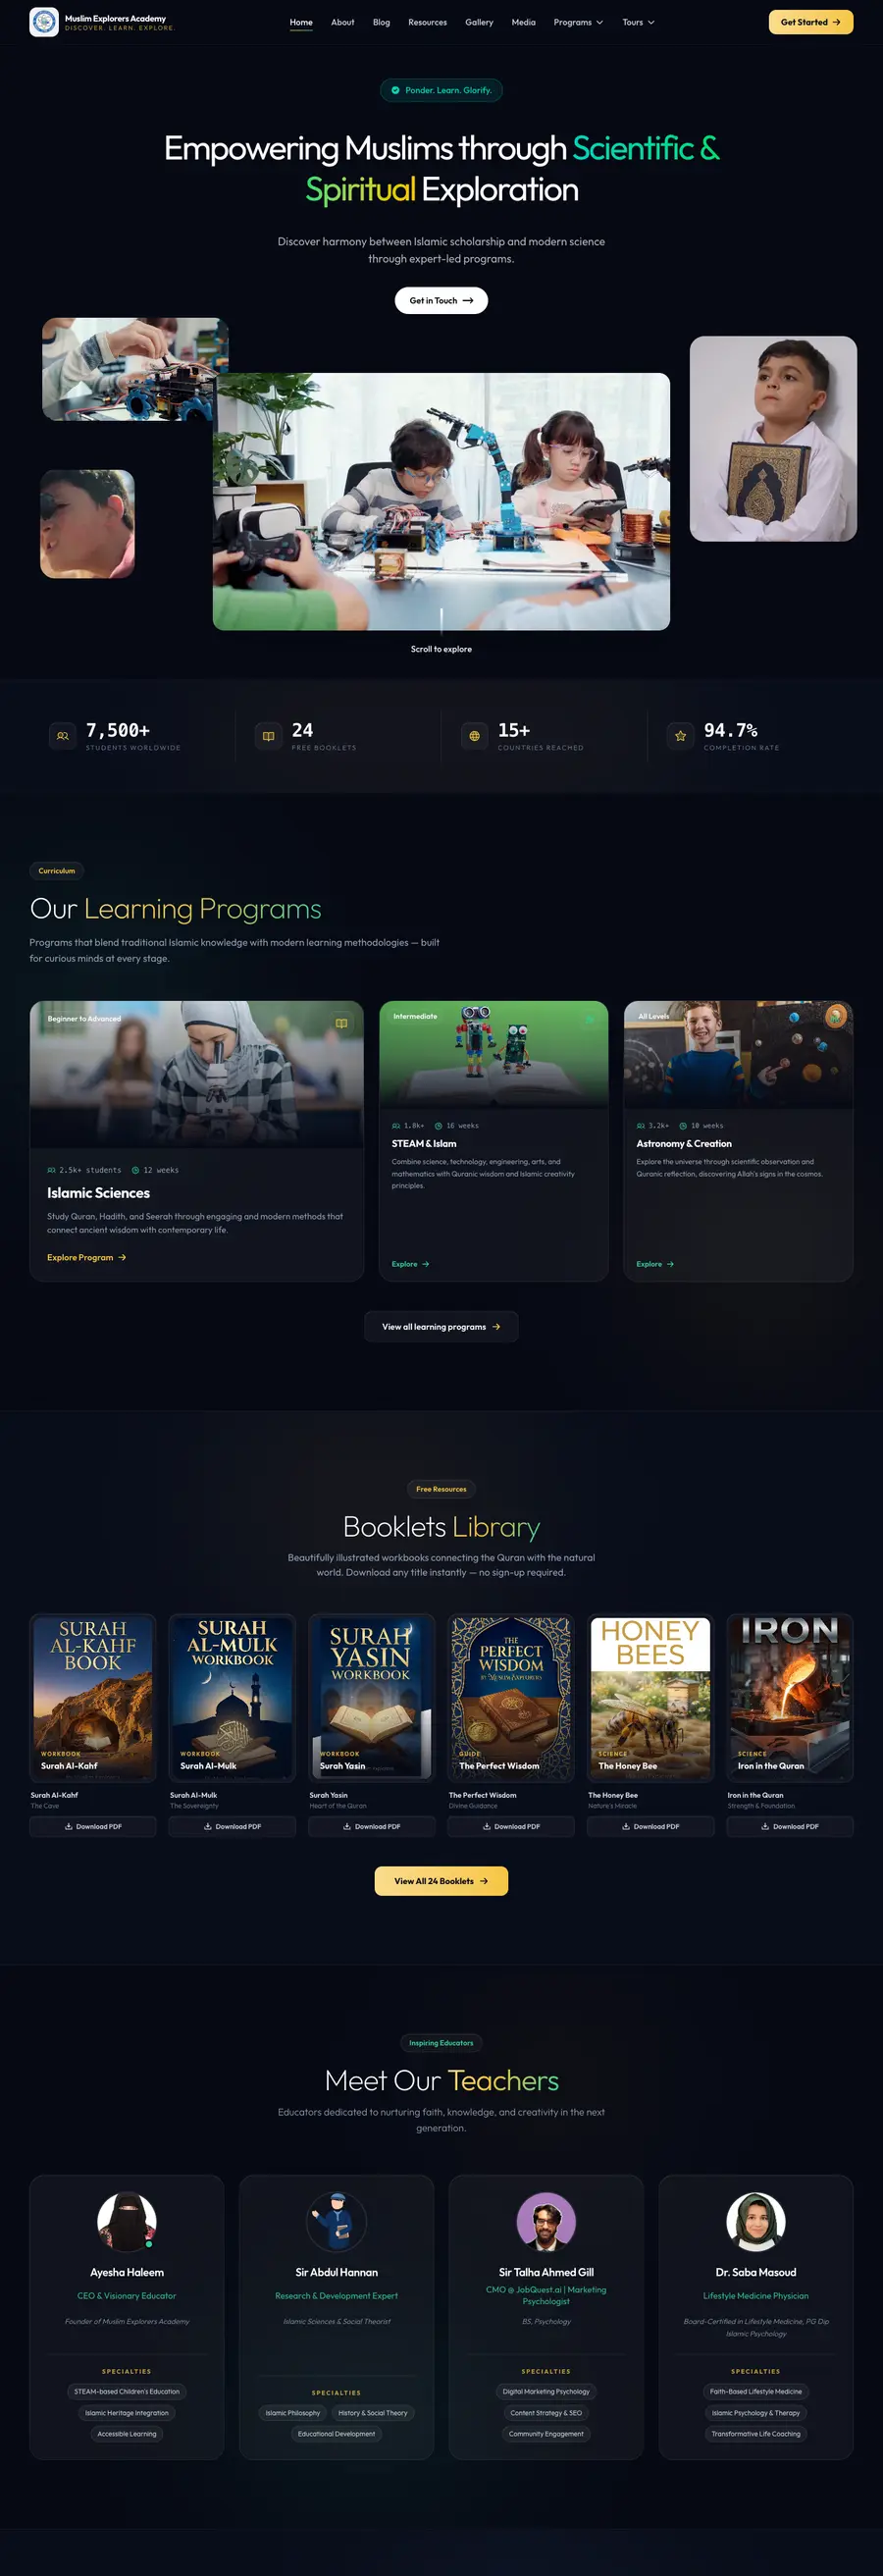 Muslim Explorers Academy
DISCOVER. LEARN. EXPLORE.
Home
About
Blog
Resources
Gallery
Media
Programs
Tours
Get Started
Ponder. Learn. Glorify.
Empowering Muslims through Scientific &
Spiritual Exploration
Discover harmony between Islamic scholarship and modern science
through expert-led programs.
Get in Touch
Scroll to explore
7,500+
STUDENTS WORLDWIDE
24
FREE BOOKLETS
15+
COUNTRIES REACHED
94.7%
COMPLETION RATE
Curriculum
Our Learning Programs
Programs that blend traditional Islamic knowledge with modern learning methodologies — built
for curious minds at every stage.
Beginner to Advanced
2.5k+ students
12 weeks
Islamic Sciences
Study Quran, Hadith, and Seerah through engaging and modern methods that
connect ancient wisdom with contemporary life.
Explore Program
Intermediate
1.8k+
16 weeks
STEAM & Islam
Combine science, technology, engineering, arts, and
mathematics with Quranic wisdom and Islamic creativity
principles.
Explore
All Levels
3.2k+
10 weeks
Astronomy & Creation
Explore the universe through scientific observation and
Quranic reflection, discovering Allah's signs in the cosmos.
Explore
View all learning programs
Free Resources
Booklets Library
Beautifully illustrated workbooks connecting the Quran with the natural
world. Download any title instantly — no sign-up required.
SURAH
AL-KAHF
BOOK
WORKBOOK
Surah Al-Kahf
Surah Al-Kahf
The Cave
Download PDF
SURAH
AL-MULK
WORKBOOK
WORKBOOK
Surah Al-Mulk
Surah Al-Mulk
The Sovereignty
Download PDF
SURAH
YASIN
WORKBOOK
WORKBOOK
Surah Yasin
Surah Yasin
Heart of the Quran
Download PDF
THE
PERFECT
WISDOM
GUIDE
The Perfect Wisdom
The Perfect Wisdom
Divine Guidance
Download PDF
HONEY
BEES
SCIENCE
The Honey Bee
The Honey Bee
Nature's Miracle
Download PDF
IRON
SCIENCE
Iron in the Quran
Iron in the Quran
Strength & Foundation
Download PDF
View All 24 Booklets
Inspiring Educators
Meet Our Teachers
Educators dedicated to nurturing faith, knowledge, and creativity in the next
generation.
Ayesha Haleem
CEO & Visionary Educator
Founder of Muslim Explorers Academy
SPECIALTIES
STEAM-based Children's Education
Islamic Heritage Integration
Accessible Learning
Sir Abdul Hannan
Research & Development Expert
Islamic Sciences & Social Theorist
SPECIALTIES
Islamic Philosophy
History & Social Theory
Educational Development
Sir Talha Ahmed Gill
CMO @ JobQuest.ai | Marketing
Psychologist
BS, Psychology
SPECIALTIES
Digital Marketing Psychology
Content Strategy & SEO
Community Engagement
Dr. Saba Masoud
Lifestyle Medicine Physician
Board-Certified in Lifestyle Medicine, PG Dip
Islamic Psychology
SPECIALTIES
Faith-Based Lifestyle Medicine
Islamic Psychology & Therapy
Transformative Life Coaching